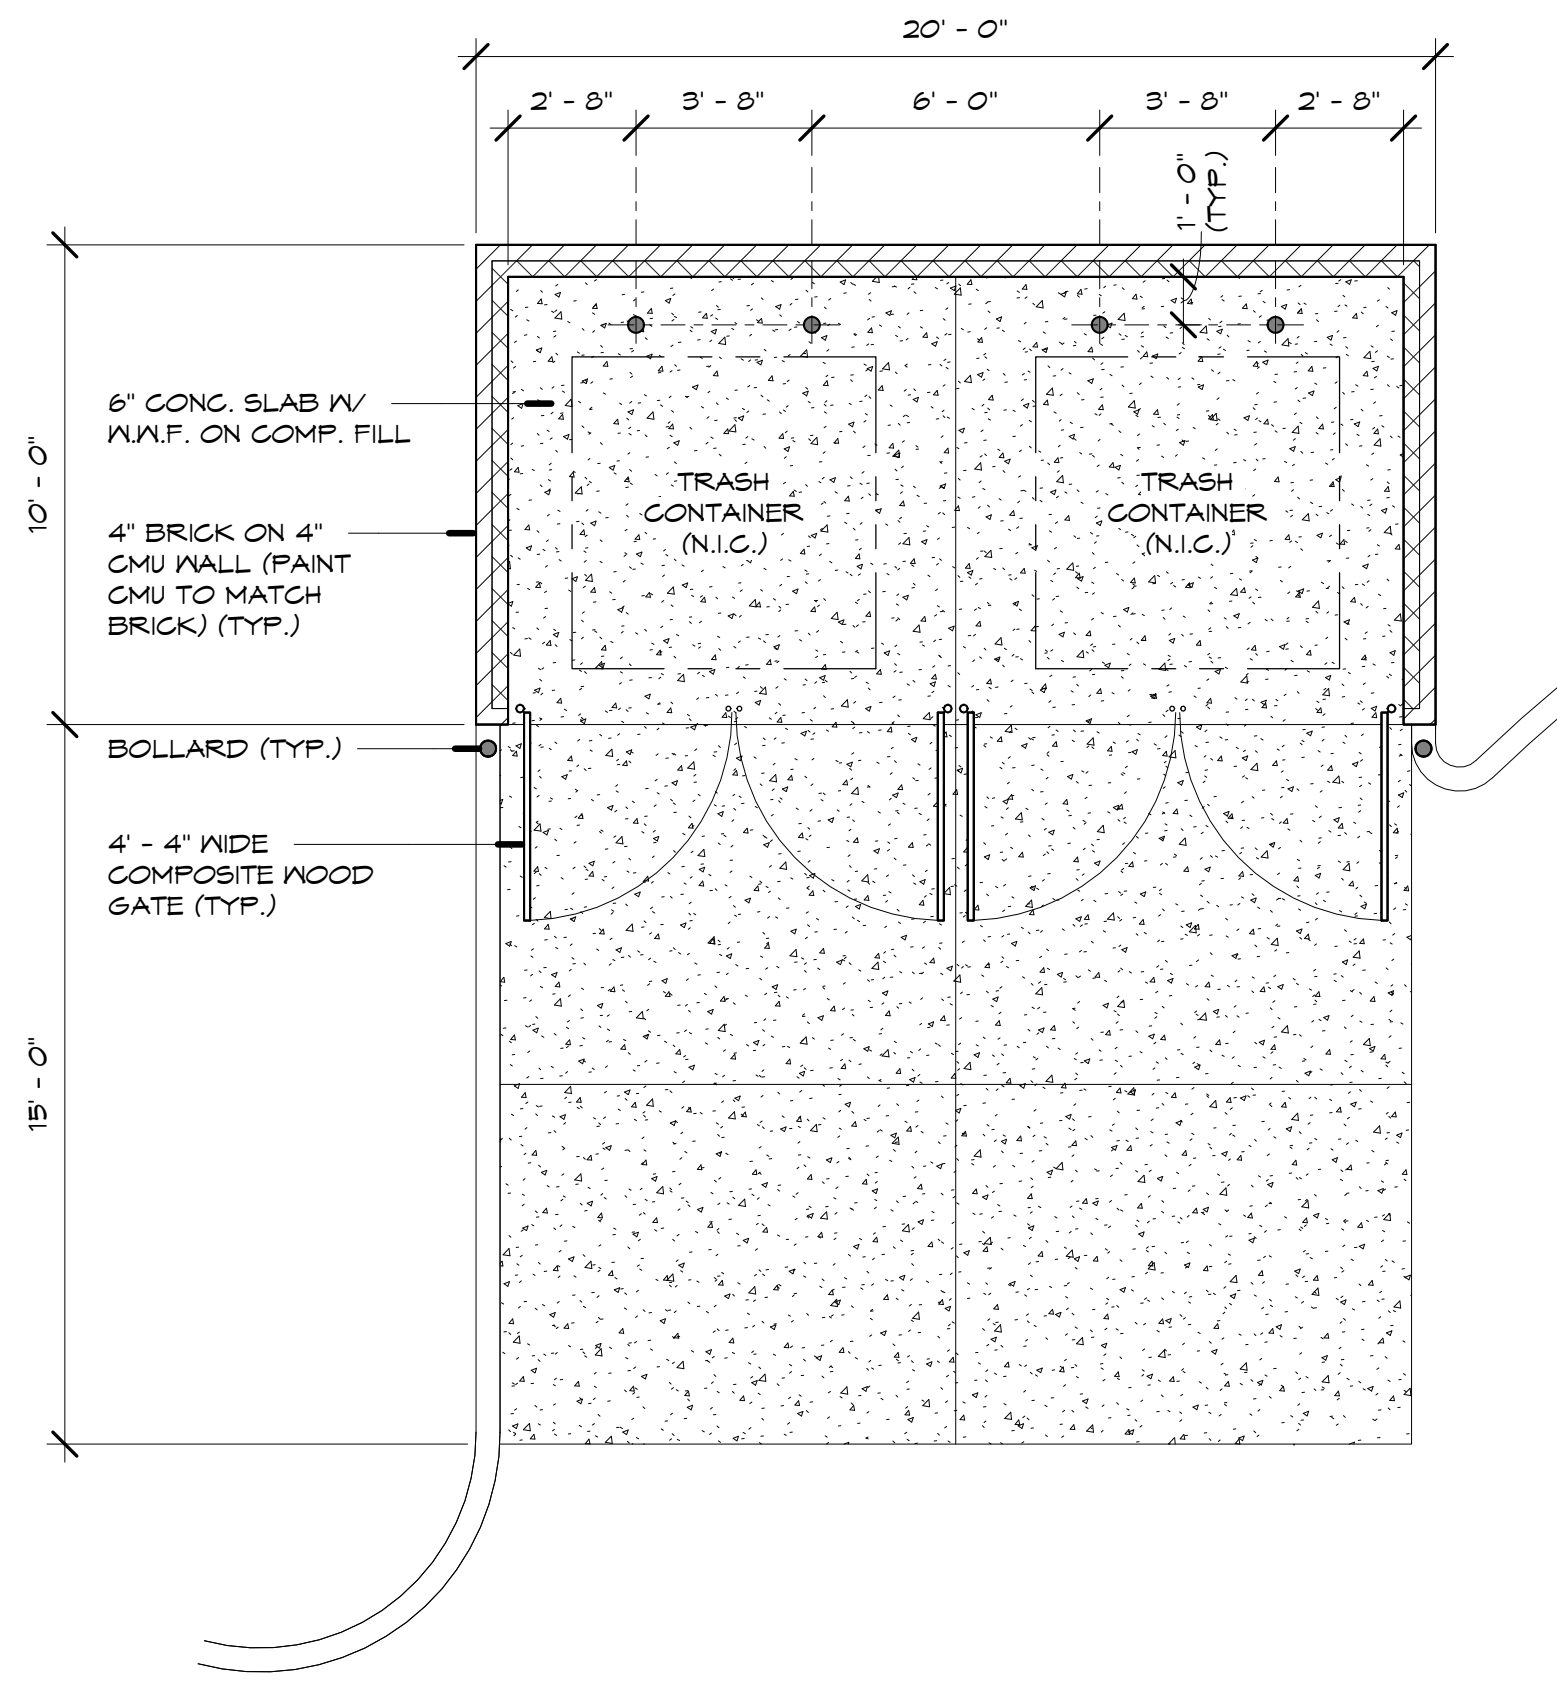 20' - 0"
2' - 8"
3' - 8"
6' - 0"
3' - 8"
2' - 8"
1' - 0"
(TYP.)
6" CONC. SLAB W/
W.W.F. ON COMP. FILL
10' - 0"
TRASH
CONTAINER
(N.I.C.)
TRASH
CONTAINER
(N.I.C.)
4" BRICK ON 4"
CMU WALL (PAINT
CMU TO MATCH
BRICK) (TYP.)
BOLLARD (TYP.)
4' - 4" WIDE
COMPOSITE WOOD
GATE (TYP.)
15' - 0"